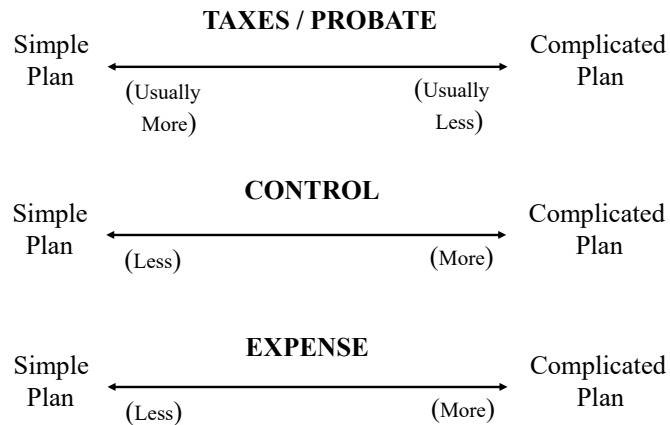 TAXES / PROBATE
Simple Plan
Complicated Plan
(Usually More)
(Usually Less)
CONTROL
Simple Plan
Complicated Plan
(Less)
(More)
EXPENSE
Simple Plan
Complicated Plan
(Less)
(More)